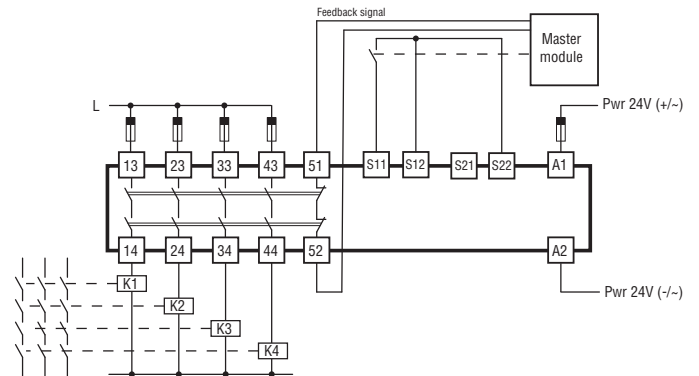 Feedback signal
Master
module
L
Pwr 24V (+/~)
13 23 33 43 51 S11 S12 S21 S22 A1
14 24 34 44 52 A2
K1
Pwr 24V (-/~)
K2
K3
K4